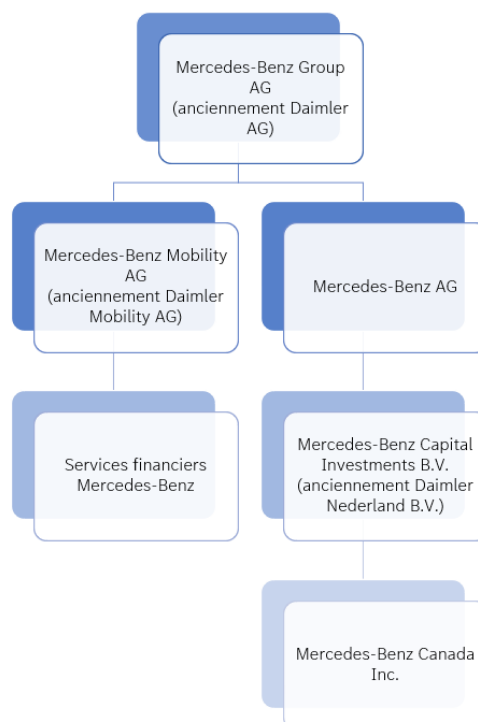 Mercedes-Benz Group
AG
(anciennement Daimler
AG)
Mercedes-Benz Mobility
AG
(anciennement Daimler
Mobility AG)
Mercedes-Benz AG
Services financiers
Mercedes-Benz
Mercedes-Benz Capital
Investments B.V.
(anciennement Daimler
Nederland B.V.)
Mercedes-Benz Canada
Inc.